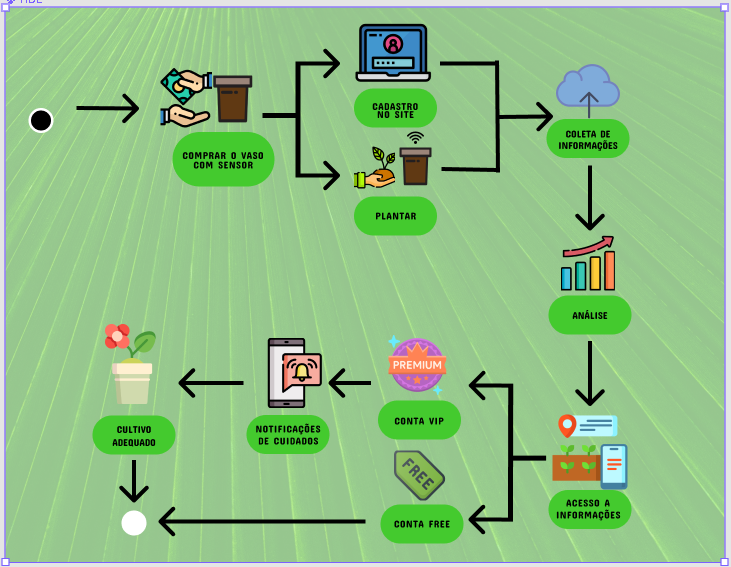 COMPRAR O VASO
COM SENSOR
CADASTRO
NO SITE
PLANTAR
COLETA DE
INFORMAÇÕES
ANÁLISE
ACESSO A
INFORMAÇÕES
PREMIUM
CONTA VIP
FREE
CONTA FREE
NOTIFICAÇÕES
DE CUIDADOS
CULTIVO
ADEQUADO